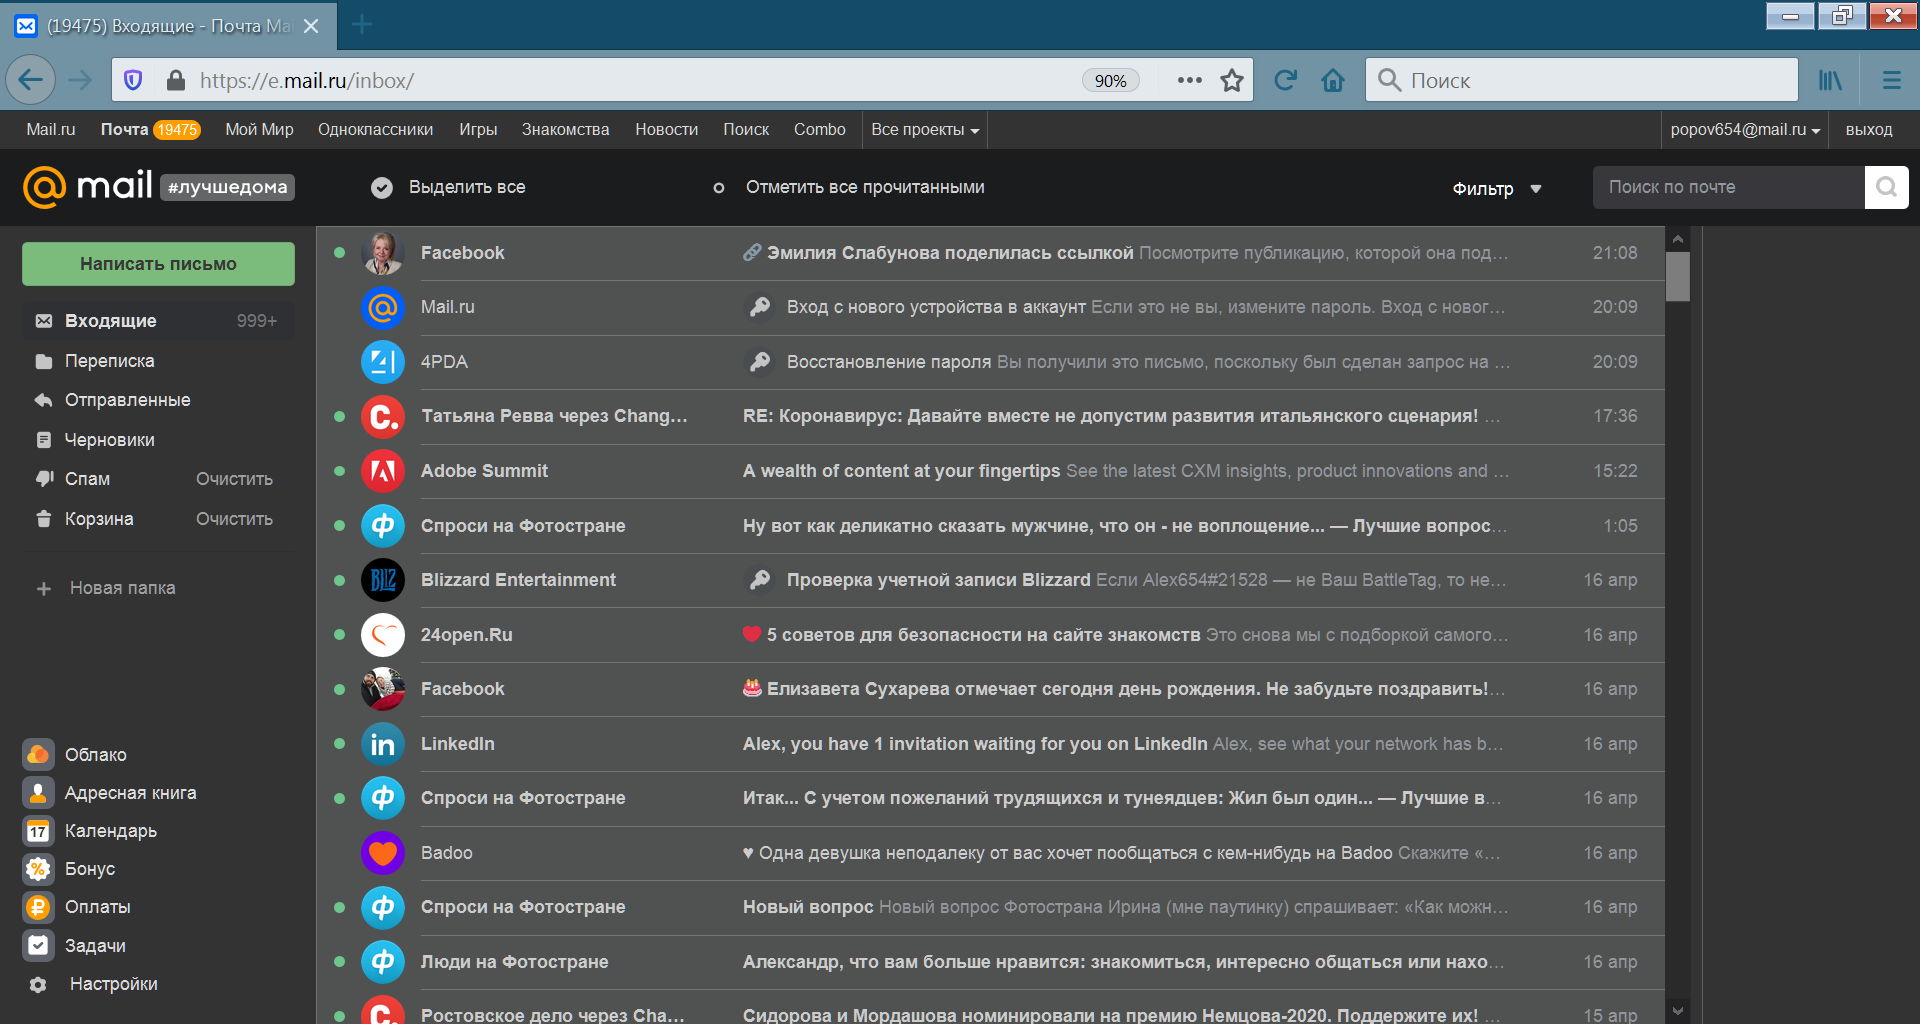 (19475) Входящие - Почта Ma
https://e.mail.ru/inbox/ 90% Поиск
Mail.ru Почта 19475 Мой Мир Одноклассники Игры Знакомства Новости Поиск Combo Все проекты popov654@mail.ru выход
@mail #лучшедома Выделить все Отметить все прочитанными Фильтр Поиск по почте
Написать письмо
Входящие 999+
Переписка
Отправленные
Черновики
Спам Очистить
Корзина Очистить
Новая папка
Облако
Адресная книга
17 Календарь
Бонус
Оплаты
Задачи
Настройки
Facebook Эмилия Слабунова поделилась ссылкой Посмотрите публикацию, которой она под... 21:08
Mail.ru Вход с нового устройства в аккаунт Если это не вы, измените пароль. Вход с новог... 20:09
4PDA Восстановление пароля Вы получили это письмо, поскольку был сделан запрос на ... 20:09
Татьяна Ревва через Chang... RE: Коронавирус: Давайте вместе не допустим развития итальянского сценария! ... 17:36
Adobe Summit A wealth of content at your fingertips See the latest CXM insights, product innovations and ... 15:22
Спроси на Фотостране Ну вот как деликатно сказать мужчине, что он - не воплощение... — Лучшие вопрос... 1:05
Blizzard Entertainment Проверка учетной записи Blizzard Если Alex654#21528 — не Ваш BattleTag, то не... 16 апр
24open.Ru ❤ 5 советов для безопасности на сайте знакомств Это снова мы с подборкой самого... 16 апр
Facebook 🎂 Елизавета Сухарева отмечает сегодня день рождения. Не забудьте поздравить!... 16 апр
LinkedIn Alex, you have 1 invitation waiting for you on LinkedIn Alex, see what your network has b... 16 апр
Спроси на Фотостране Итак... С учетом пожеланий трудящихся и тунеядцев: Жил был один... — Лучшие в... 16 апр
Badoo ♥ Одна девушка неподалеку от вас хочет пообщаться с кем-нибудь на Badoo Скажите «... 16 апр
Спроси на Фотостране Новый вопрос Новый вопрос Фотострана Ирина (мне паутинку) спрашивает: «Как можн... 16 апр
Люди на Фотостране Александр, что вам больше нравится: знакомиться, интересно общаться или нахо... 16 апр
Ростовское дело через Cha... Сидорова и Мордашова номинировали на премию Немцова-2020. Поддержите их! ... 15 апр